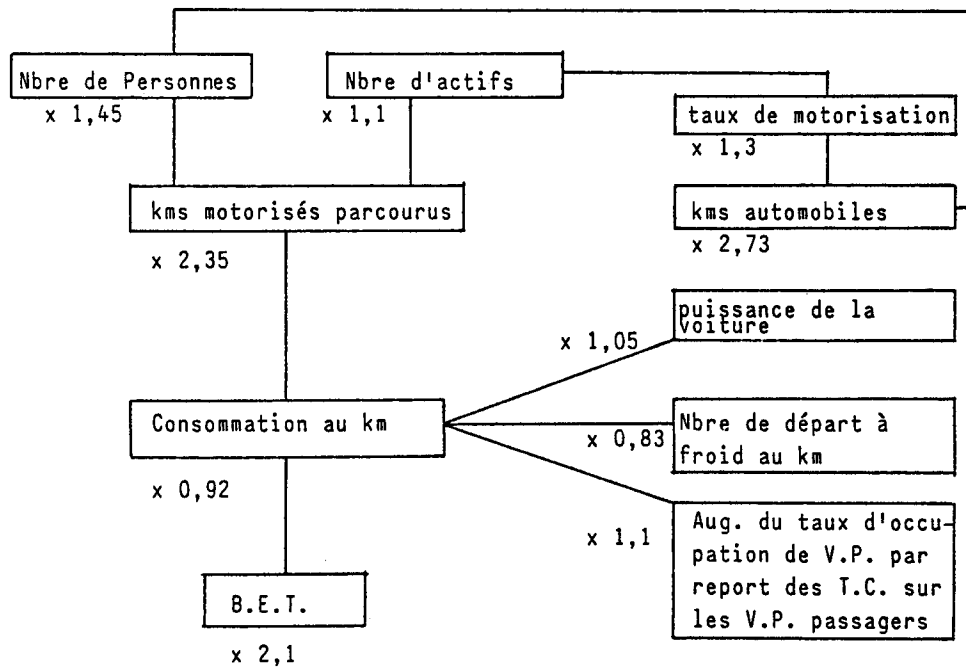 Nbre de Personnes
x 1,45
Nbre d'actifs
x 1,1
taux de motorisation
x 1,3
kms motorisés parcourus
x 2,35
kms automobiles
x 2,73
puissance de la
voiture
x 1,05
Consommation au km
x 0,92
Nbre de départ à
froid au km
x 0,83
Aug. du taux d'occu-
pation de V.P. par
report des T.C. sur
les V.P. passagers
x 1,1
B.E.T.
x 2,1